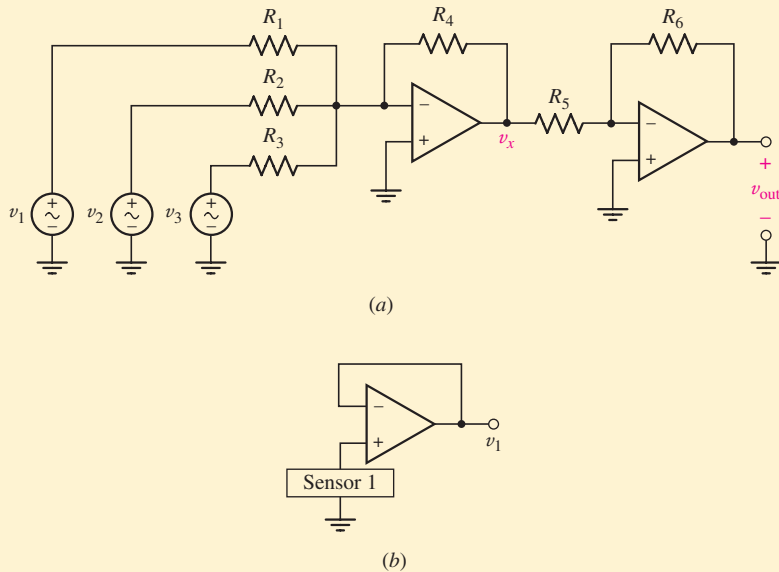 R1
R4
R6
R2
R5
R3
−
+
vx
−
+
+
vout
−
v1
+
−
v2
+
−
v3
+
−
(a)
−
+
v1
Sensor 1
(b)